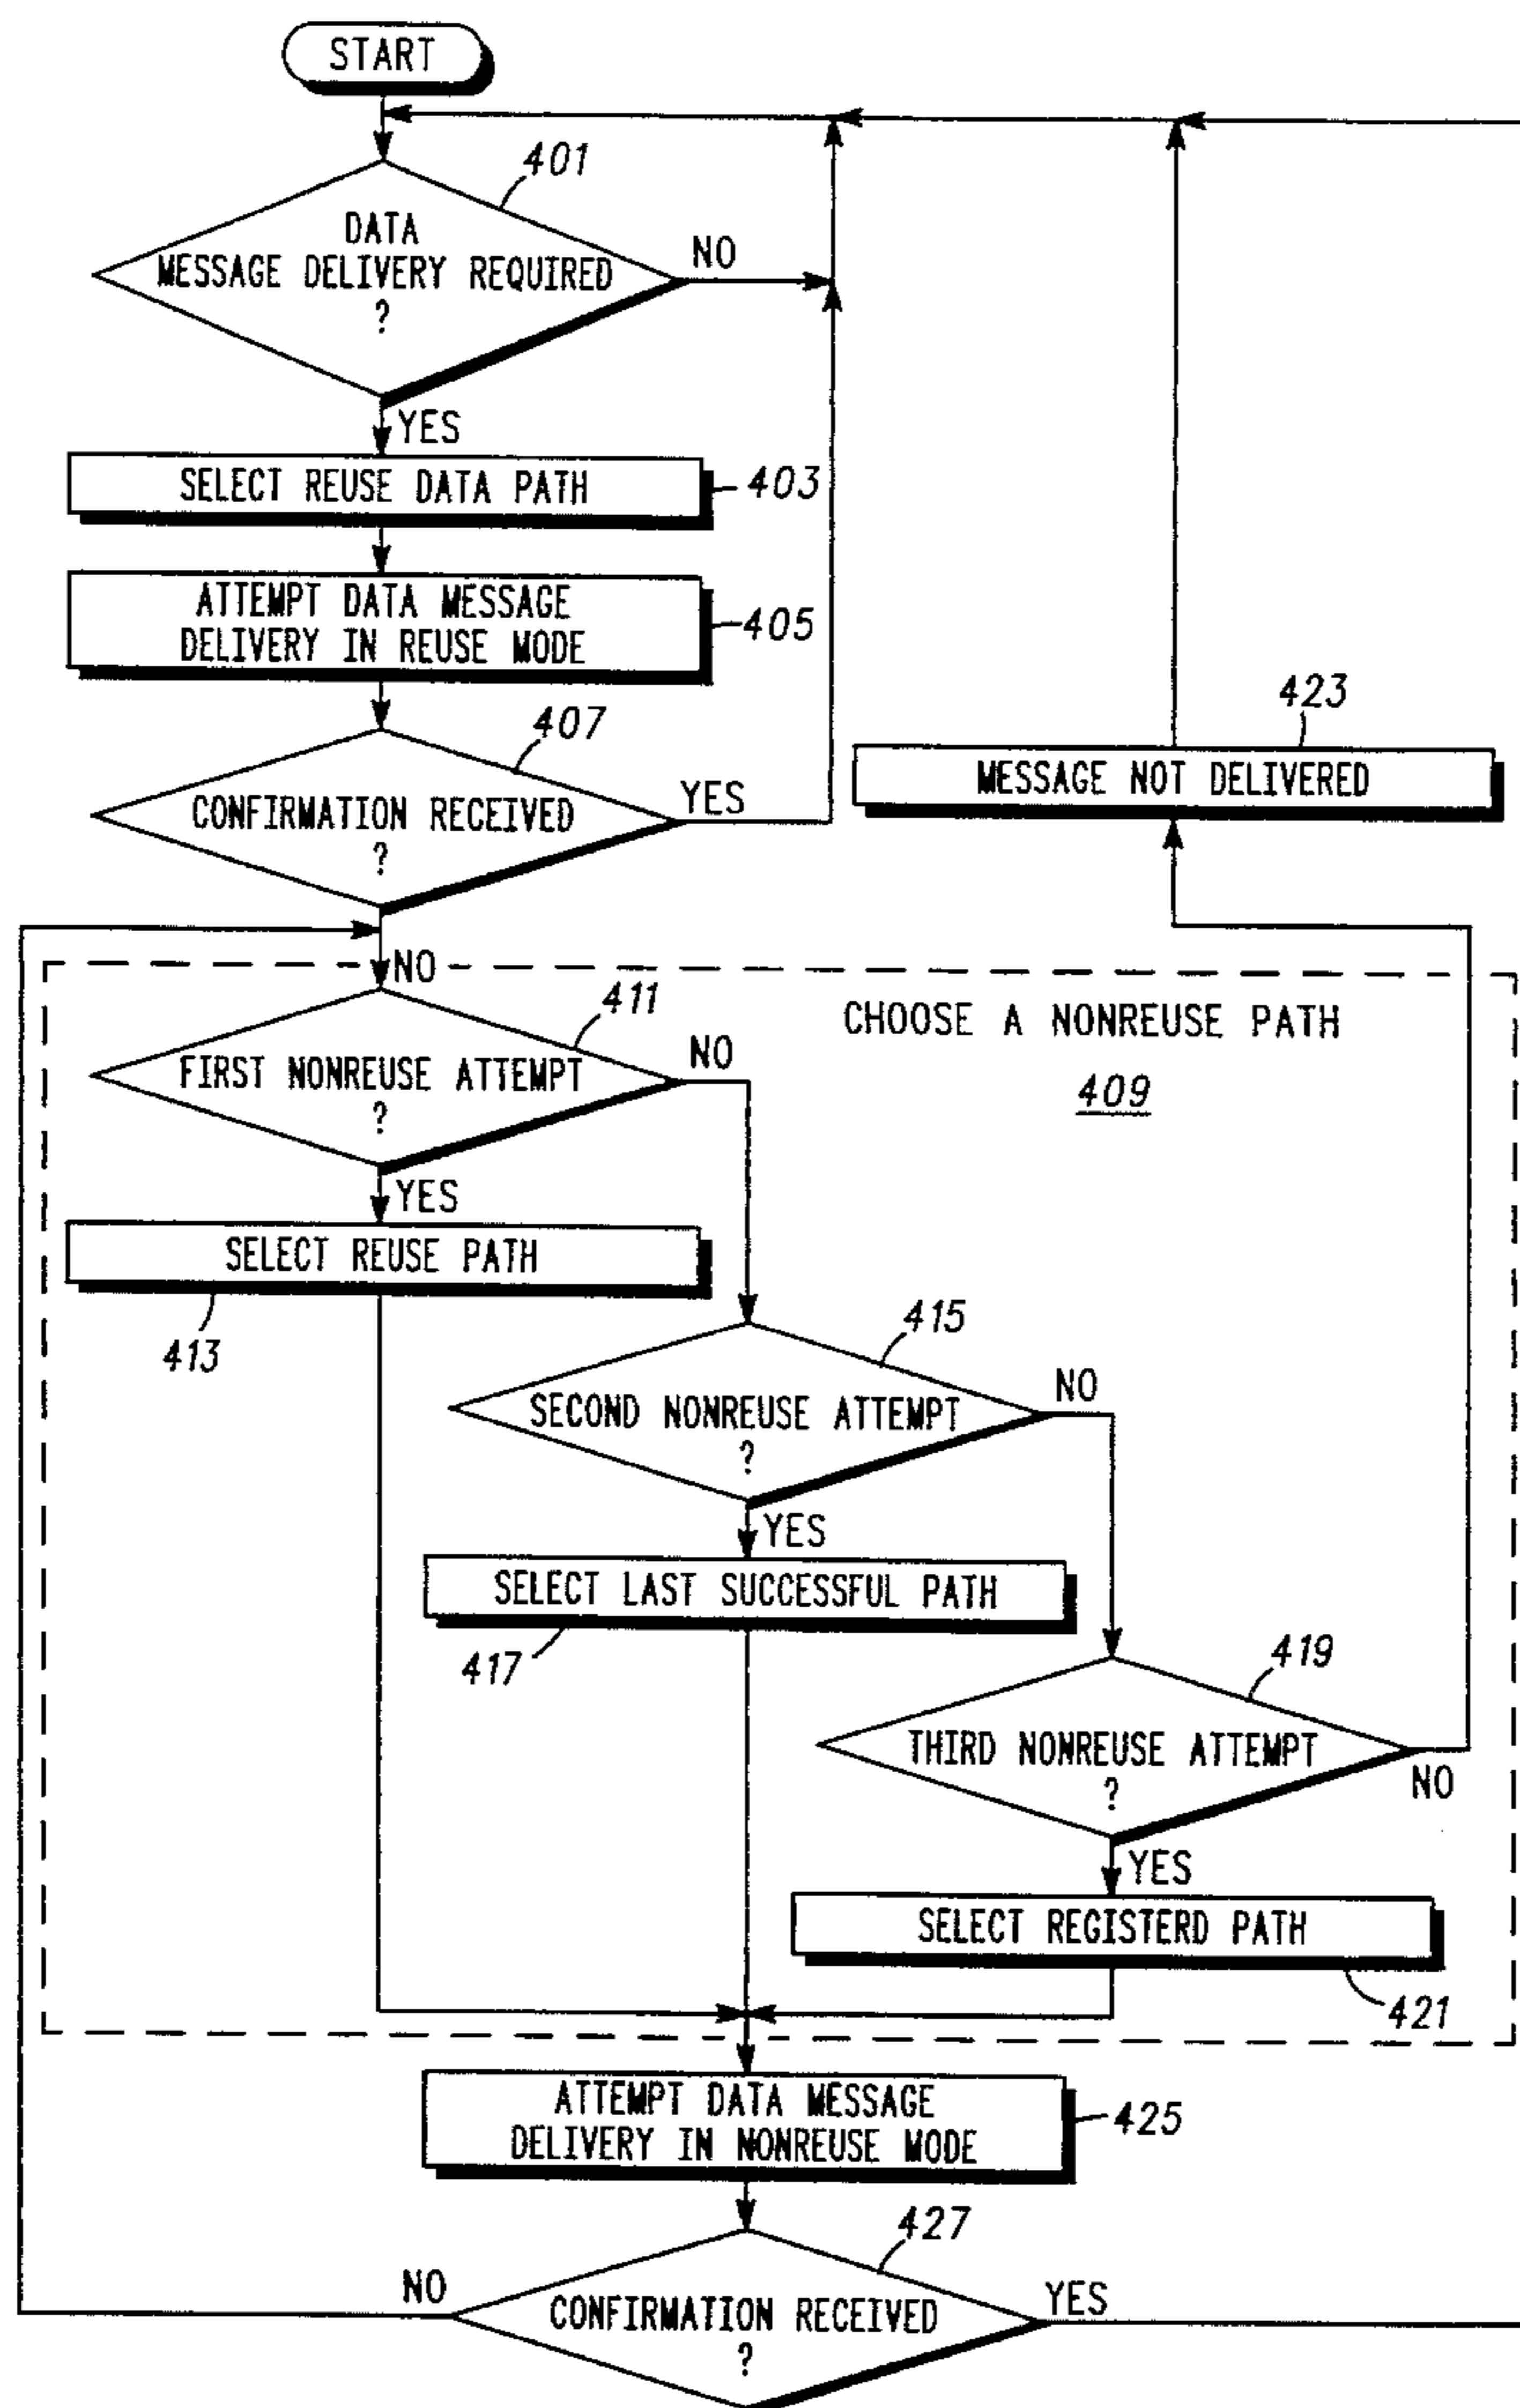 START
401
DATA
MESSAGE DELIVERY REQUIRED
?
NO
YES
SELECT REUSE DATA PATH
403
ATTEMPT DATA MESSAGE
DELIVERY IN REUSE MODE
405
407
CONFIRMATION RECEIVED
?
YES
423
MESSAGE NOT DELIVERED
NO
411
CHOOSE A NONREUSE PATH
409
FIRST NONREUSE ATTEMPT
?
NO
YES
SELECT REUSE PATH
413
415
SECOND NONREUSE ATTEMPT
?
NO
YES
SELECT LAST SUCCESSFUL PATH
417
419
THIRD NONREUSE ATTEMPT
?
NO
YES
SELECT REGISTERD PATH
421
ATTEMPT DATA MESSAGE
DELIVERY IN NONREUSE MODE
425
427
NO
CONFIRMATION RECEIVED
?
YES